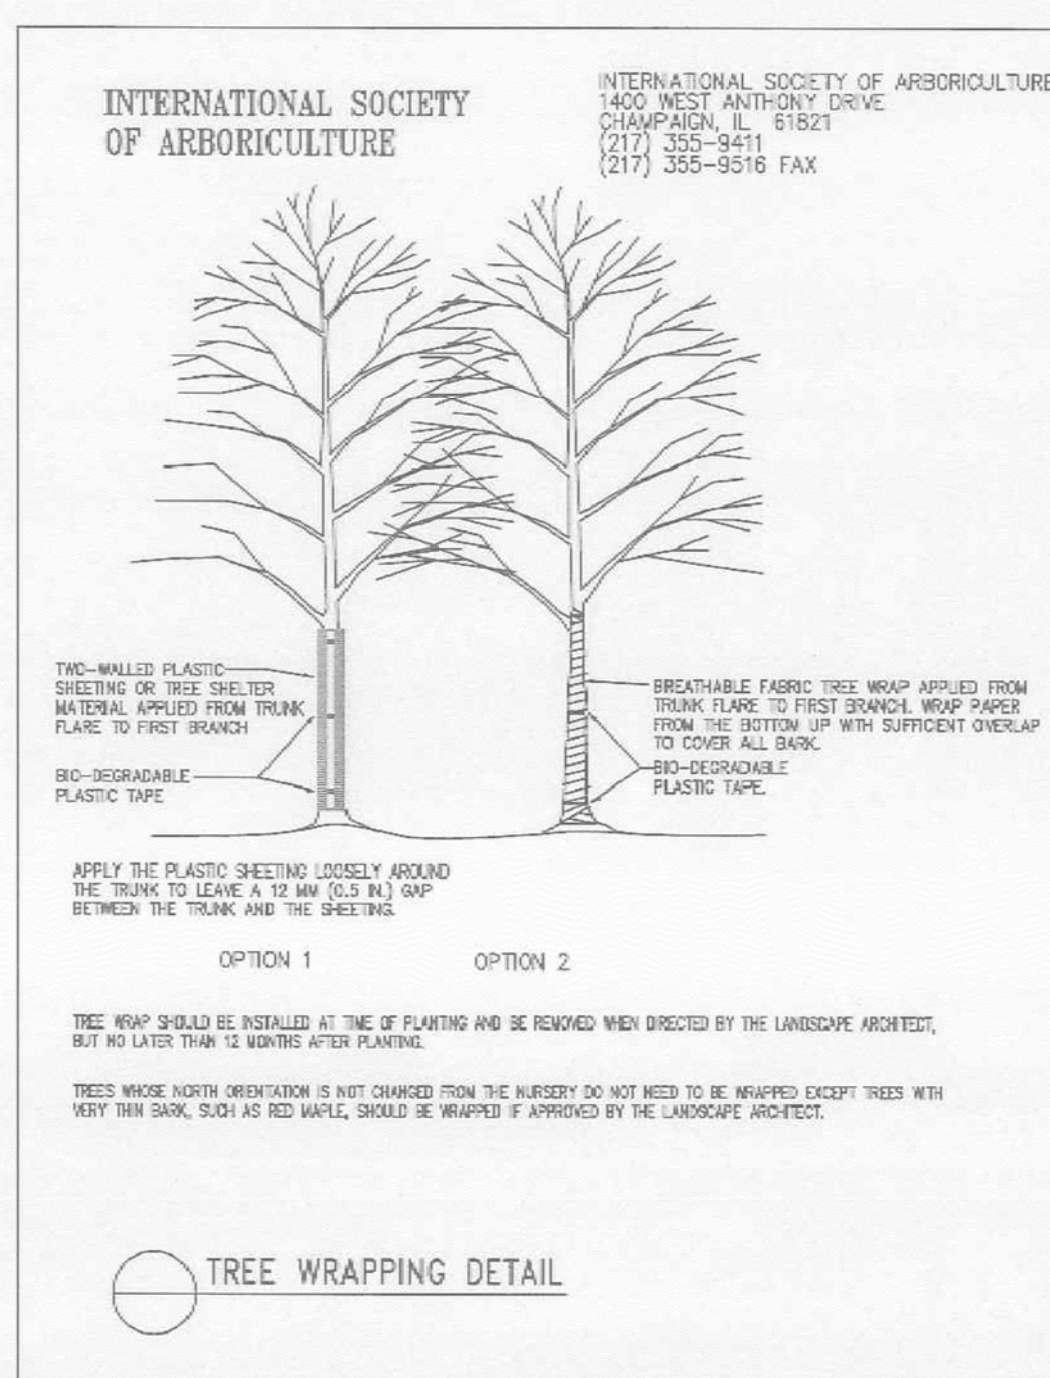 INTERNATIONAL SOCIETY
OF ARBORICULTURE
INTERNATIONAL SOCIETY OF ARBORICULTURE
1400 WEST ANTHONY DRIVE
CHAMPAIGN, IL 61821
(217) 355-9411
(217) 355-9516 FAX
TWO-WALLED PLASTIC
SHEETING OR TREE SHELTER
MATERIAL APPLIED FROM TRUNK
FLARE TO FIRST BRANCH
BIO-DEGRADABLE
PLASTIC TAPE
BREATHABLE FABRIC TREE WRAP APPLIED FROM
TRUNK FLARE TO FIRST BRANCH. WRAP PAPER
FROM THE BOTTOM UP WITH SUFFICIENT OVERLAP
TO COVER ALL BARK.
BIO-DEGRADABLE
PLASTIC TAPE.
APPLY THE PLASTIC SHEETING LOOSELY AROUND
THE TRUNK TO LEAVE A 12 MM (0.5 IN.) GAP
BETWEEN THE TRUNK AND THE SHEETING.
OPTION 1
OPTION 2
TREE WRAP SHOULD BE INSTALLED AT TIME OF PLANTING AND BE REMOVED WHEN DIRECTED BY THE LANDSCAPE ARCHITECT,
BUT NO LATER THAN 12 MONTHS AFTER PLANTING.
TREES WHOSE NORTH ORIENTATION IS NOT CHANGED FROM THE NURSERY DO NOT NEED TO BE WRAPPED EXCEPT TREES WITH
VERY THIN BARK, SUCH AS RED MAPLE, SHOULD BE WRAPPED IF APPROVED BY THE LANDSCAPE ARCHITECT.
TREE WRAPPING DETAIL